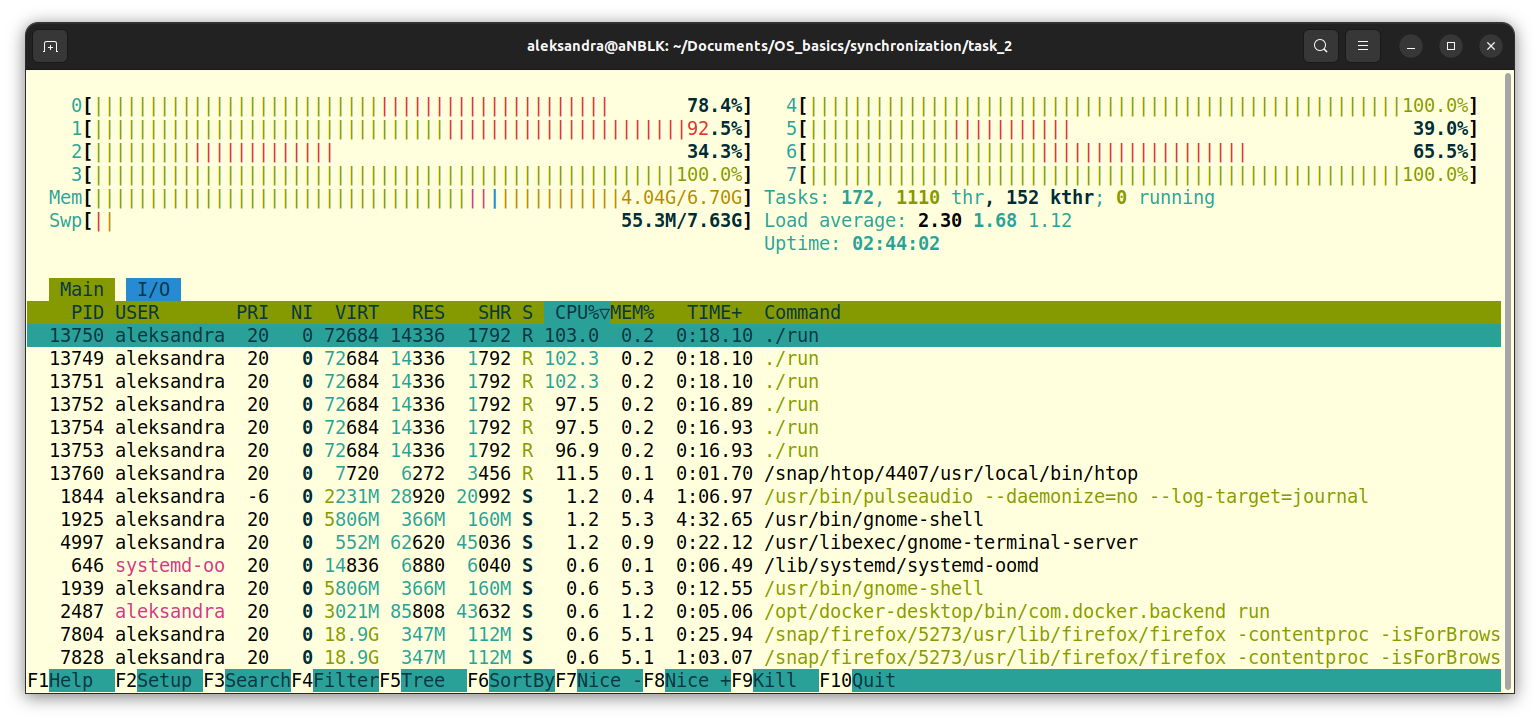 aleksandra@aNBLK: ~/Documents/OS_basics/synchronization/task_2
0[ 78.4%] 4[ 100.0%]
1[ 92.5%] 5[ 39.0%]
2[ 34.3%] 6[ 65.5%]
3[ 100.0%] 7[ 100.0%]
Mem[ 4.04G/6.70G] Tasks: 172, 1110 thr, 152 kthr; 0 running
Swp[ 55.3M/7.63G] Load average: 2.30 1.68 1.12
Uptime: 02:44:02
Main I/O
PID USER PRI NI VIRT RES SHR S CPU%▽MEM% TIME+ Command
13750 aleksandra 20 0 72684 14336 1792 R 103.0 0.2 0:18.10 ./run
13749 aleksandra 20 0 72684 14336 1792 R 102.3 0.2 0:18.10 ./run
13751 aleksandra 20 0 72684 14336 1792 R 102.3 0.2 0:18.10 ./run
13752 aleksandra 20 0 72684 14336 1792 R 97.5 0.2 0:16.89 ./run
13754 aleksandra 20 0 72684 14336 1792 R 97.5 0.2 0:16.93 ./run
13753 aleksandra 20 0 72684 14336 1792 R 96.9 0.2 0:16.93 ./run
13760 aleksandra 20 0 7720 6272 3456 R 11.5 0.1 0:01.70 /snap/htop/4407/usr/local/bin/htop
1844 aleksandra -6 0 2231M 28920 20992 S 1.2 0.4 1:06.97 /usr/bin/pulseaudio --daemonize=no --log-target=journal
1925 aleksandra 20 0 5806M 366M 160M S 1.2 5.3 4:32.65 /usr/bin/gnome-shell
4997 aleksandra 20 0 552M 62620 45036 S 1.2 0.9 0:22.12 /usr/libexec/gnome-terminal-server
646 systemd-oo 20 0 14836 6880 6040 S 0.6 0.1 0:06.49 /lib/systemd/systemd-oomd
1939 aleksandra 20 0 5806M 366M 160M S 0.6 5.3 0:12.55 /usr/bin/gnome-shell
2487 aleksandra 20 0 3021M 85808 43632 S 0.6 1.2 0:05.06 /opt/docker-desktop/bin/com.docker.backend run
7804 aleksandra 20 0 18.9G 347M 112M S 0.6 5.1 0:25.94 /snap/firefox/5273/usr/lib/firefox/firefox -contentproc -isForBrows
7828 aleksandra 20 0 18.9G 347M 112M S 0.6 5.1 1:03.07 /snap/firefox/5273/usr/lib/firefox/firefox -contentproc -isForBrows
F1Help F2Setup F3SearchF4FilterF5Tree F6SortByF7Nice -F8Nice +F9Kill F10Quit